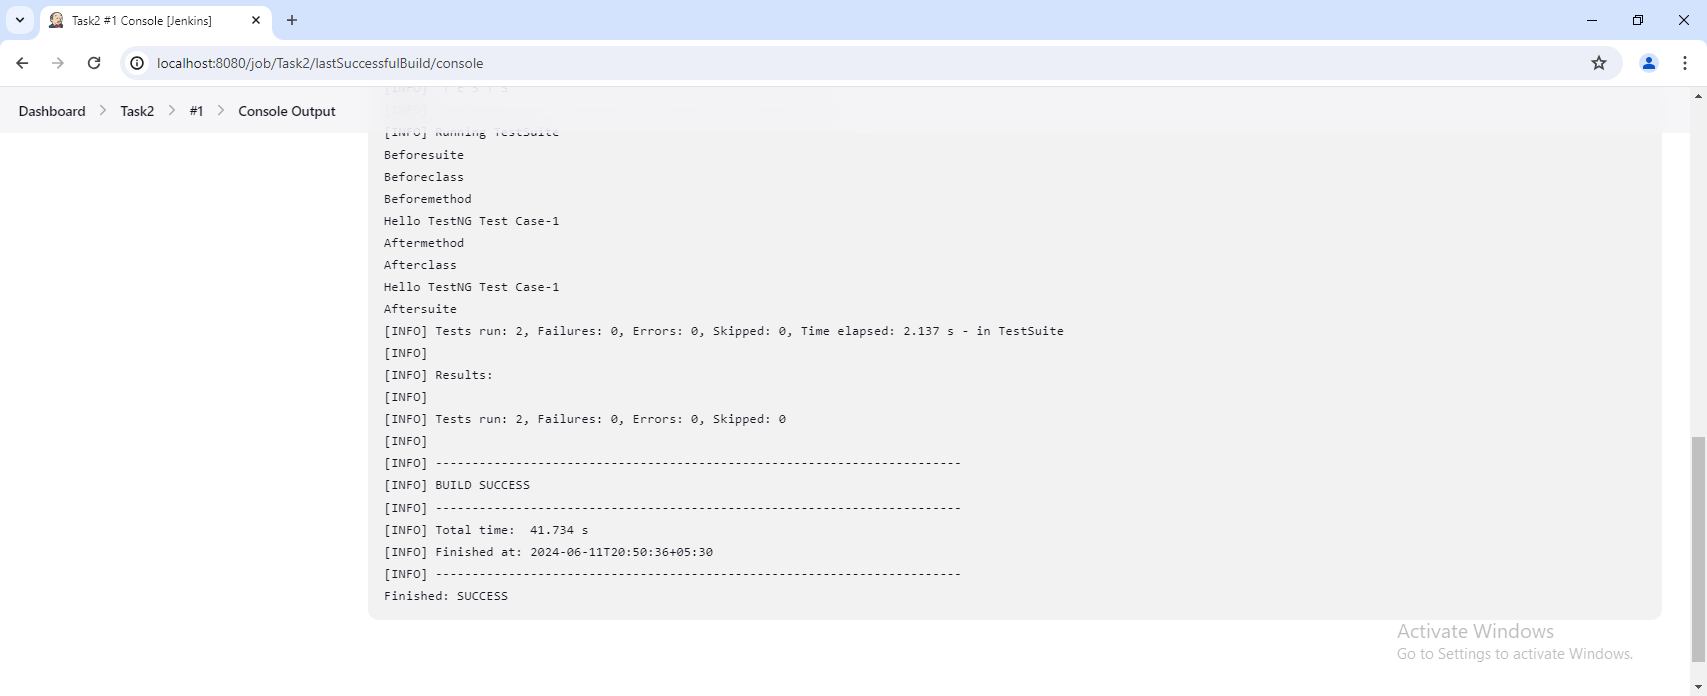 Task2 #1 Console [Jenkins]
localhost:8080/job/Task2/lastSuccessfulBuild/console
[INFO] T E S T S
Dashboard Task2 #1 Console Output
[INFO] Running TestSuite
Beforesuite
Beforeclass
Beforemethod
Hello TestNG Test Case-1
Aftermethod
Afterclass
Hello TestNG Test Case-1
Aftersuite
[INFO] Tests run: 2, Failures: 0, Errors: 0, Skipped: 0, Time elapsed: 2.137 s - in TestSuite
[INFO]
[INFO] Results:
[INFO]
[INFO] Tests run: 2, Failures: 0, Errors: 0, Skipped: 0
[INFO]
[INFO] ------------------------------------------------------------------------
[INFO] BUILD SUCCESS
[INFO] ------------------------------------------------------------------------
[INFO] Total time:  41.734 s
[INFO] Finished at: 2024-06-11T20:50:36+05:30
[INFO] ------------------------------------------------------------------------
Finished: SUCCESS
Activate Windows
Go to Settings to activate Windows.